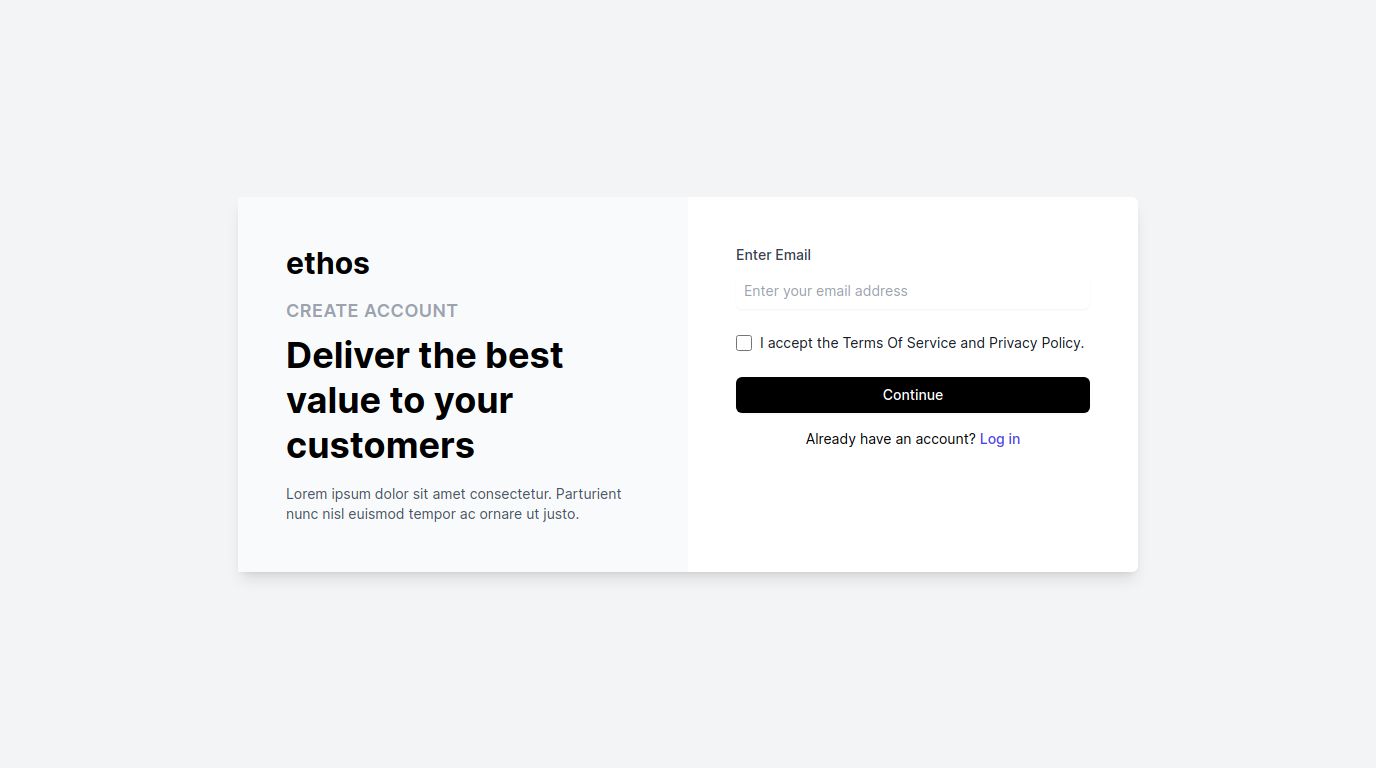 ethos
CREATE ACCOUNT
Deliver the best
value to your
customers
Lorem ipsum dolor sit amet consectetur. Parturient
nunc nisl euismod tempor ac ornare ut justo.
Enter Email
Enter your email address
I accept the Terms Of Service and Privacy Policy.
Continue
Already have an account? Log in